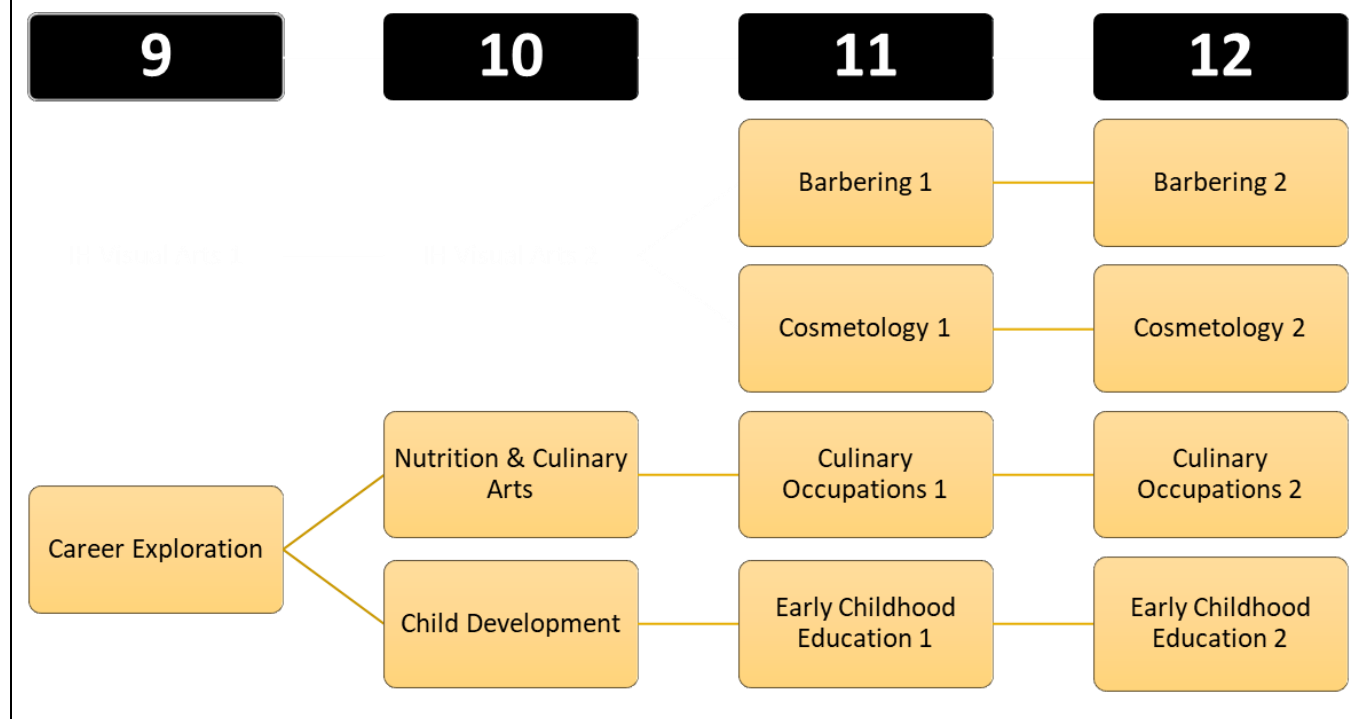 9
10
11
12
Barbering 1
Barbering 2
Cosmetology 1
Cosmetology 2
Nutrition & Culinary
Arts
Culinary
Occupations 1
Culinary
Occupations 2
Career Exploration
Child Development
Early Childhood
Education 1
Early Childhood
Education 2